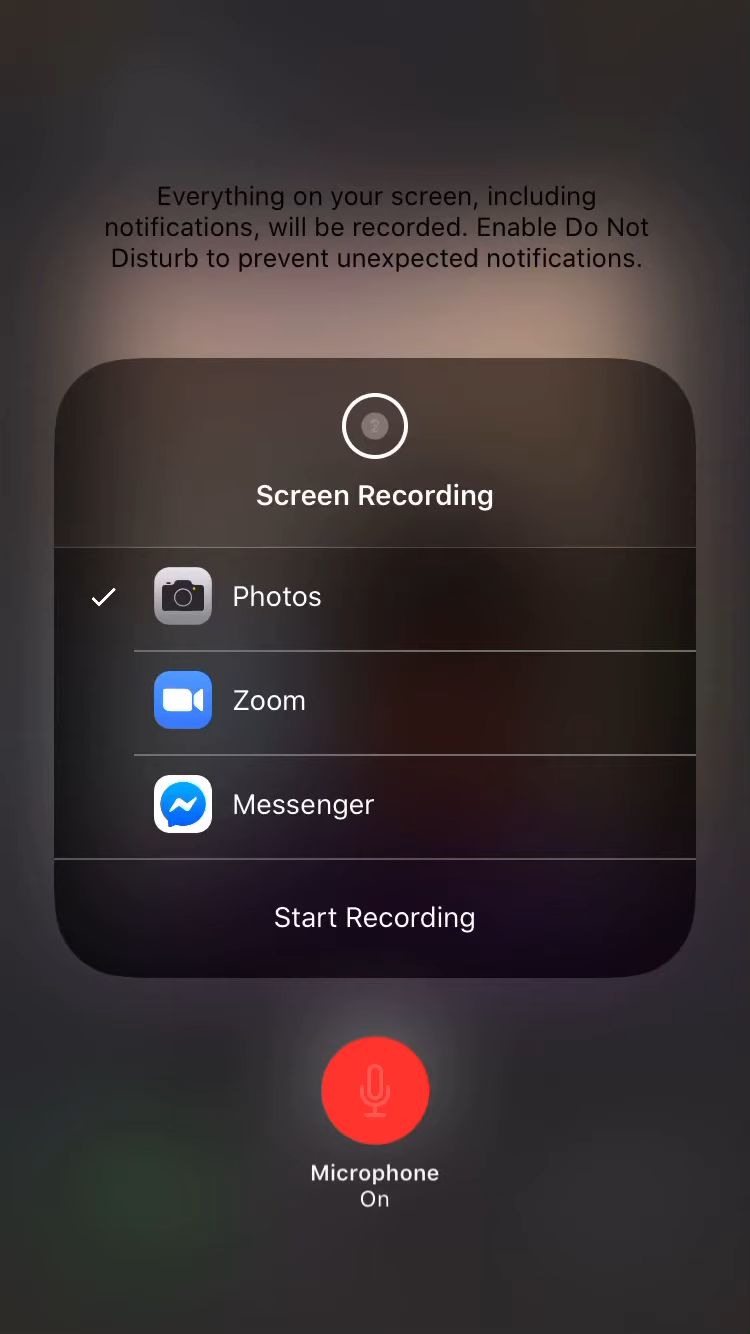 Everything on your screen, including
notifications, will be recorded. Enable Do Not
Disturb to prevent unexpected notifications.
2
Screen Recording
Photos
Zoom
Messenger
Start Recording
Microphone
On